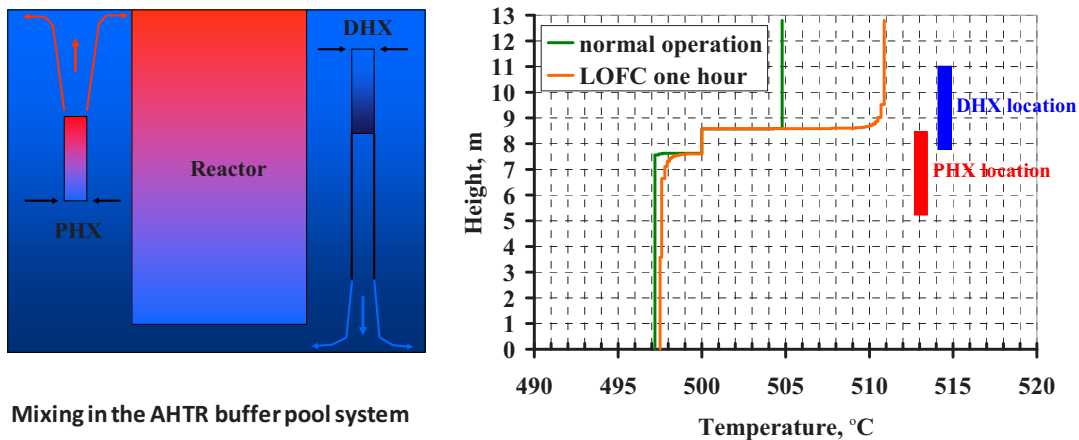 DHX
Reactor
PHX
Mixing in the AHTR buffer pool system
normal operation
LOFC one hour
DHX location
PHX location
Height, m
13
12
11
10
9
8
7
6
5
4
3
2
1
0
490 495 500 505 510 515 520
Temperature, °C